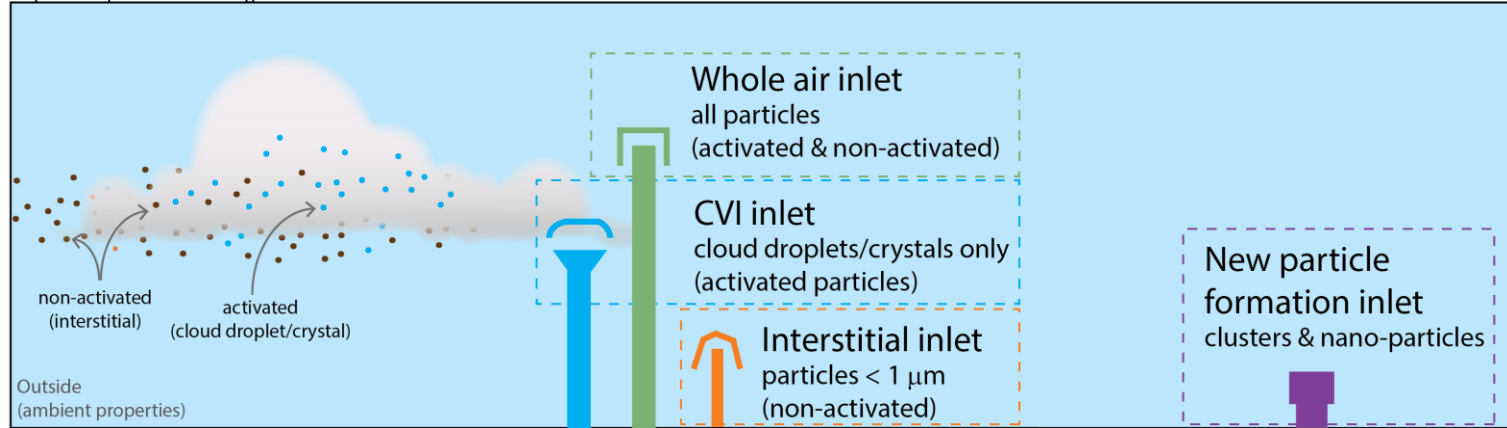 Whole air inlet
all particles
(activated & non-activated)
CVI inlet
cloud droplets/crystals only
(activated particles)
Interstitial inlet
particles < 1 μm
(non-activated)
New particle
formation inlet
clusters & nano-particles
non-activated
(interstitial)
activated
(cloud droplet/crystal)
Outside
(ambient properties)